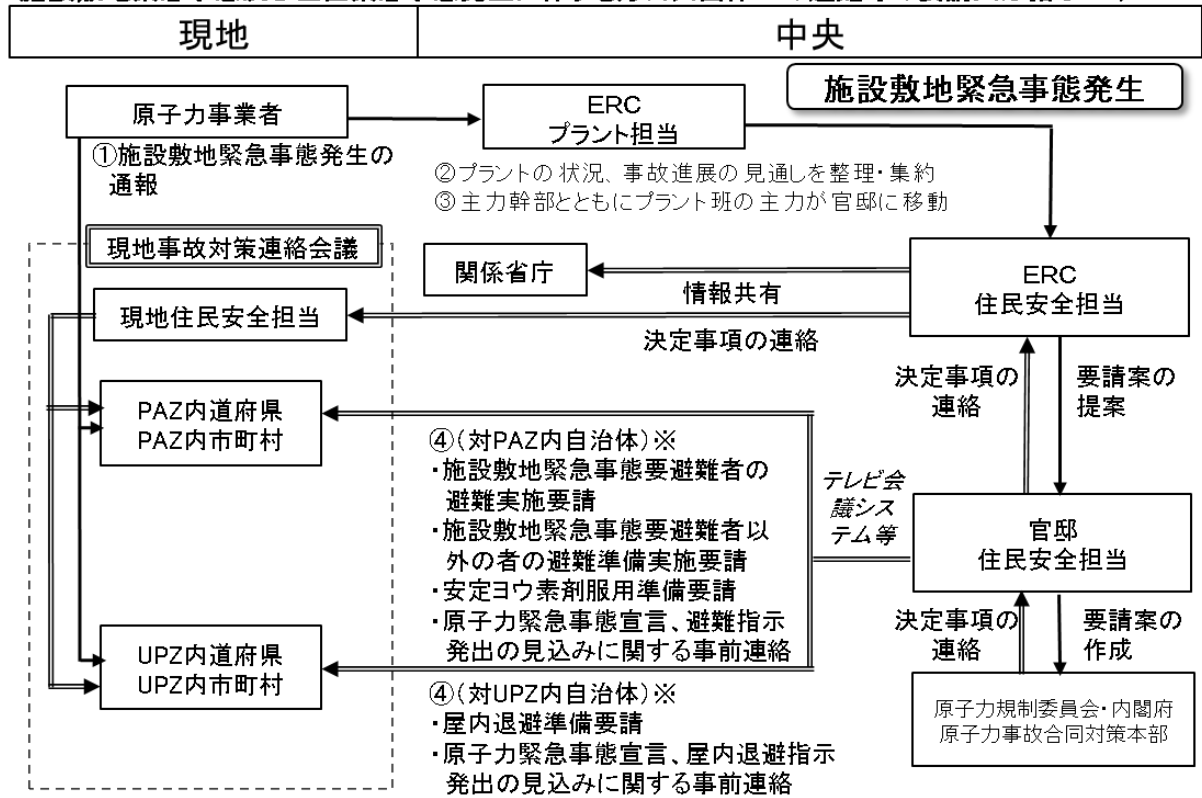 現地
中央
施設敷地緊急事態発生
原子力事業者
ERC
プラント担当
①施設敷地緊急事態発生の
通報
②プラントの状況、事故進展の見通しを整理・集約
③主力幹部とともにプラント班の主力が官邸に移動
現地事故対策連絡会議
関係省庁
情報共有
ERC
住民安全担当
現地住民安全担当
決定事項の連絡
決定事項の
連絡
要請案の
提案
PAZ内道府県
PAZ内市町村
④(対PAZ内自治体)※
・施設敷地緊急事態要避難者の
避難実施要請
・施設敷地緊急事態要避難者以
外の者の避難準備実施要請
・安定ヨウ素剤服用準備要請
・原子力緊急事態宣言、避難指示
発出の見込みに関する事前連絡
テレビ会
議シス
テム等
官邸
住民安全担当
決定事項の
連絡
要請案の
作成
UPZ内道府県
UPZ内市町村
④(対UPZ内自治体)※
・屋内退避準備要請
・原子力緊急事態宣言、屋内退避指示
発出の見込みに関する事前連絡
原子力規制委員会・内閣府
原子力事故合同対策本部